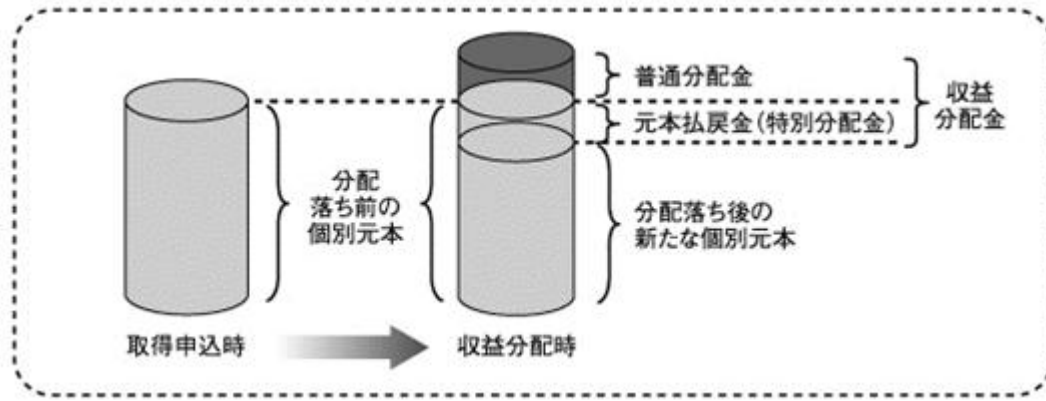 普通分配金
元本払戻金(特別分配金)
収益
分配金
分配
落ち前の
個別元本
分配落ち後の
新たな個別元本
取得申込時
収益分配時